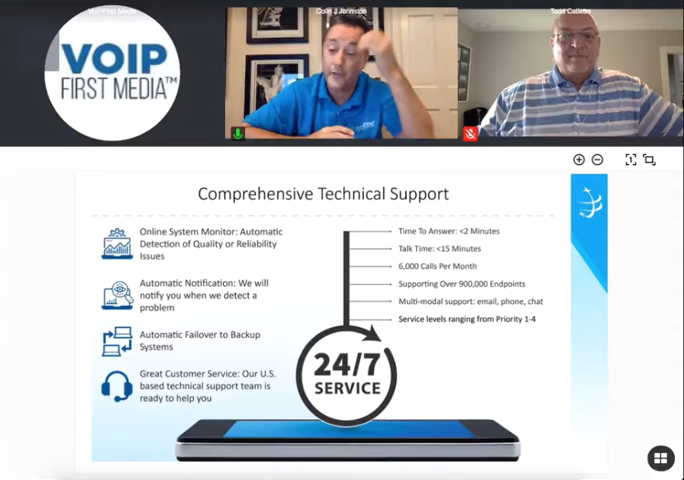 Colin J Johnston
VOIP
FIRST MEDIA™
Comprehensive Technical Support
Online System Monitor: Automatic
Detection of Quality or Reliability
Issues
Automatic Notification: We will
notify you when we detect a
problem
Automatic Failover to Backup
Systems
Great Customer Service: Our U.S.
based technical support team is
ready to help you
Time To Answer: <2 Minutes
Talk Time: <15 Minutes
6,000 Calls Per Month
Supporting Over 900,000 Endpoints
Multi-modal support: email, phone, chat
Service levels ranging from Priority 1-4
24/7
SERVICE